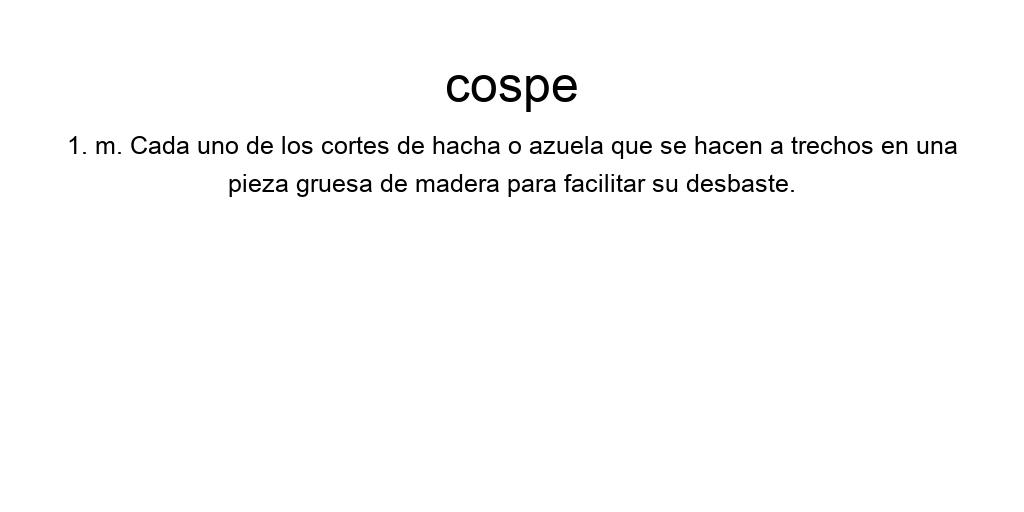 cospe
1. m. Cada uno de los cortes de hacha o azuela que se hacen a trechos en una
pieza gruesa de madera para facilitar su desbaste.